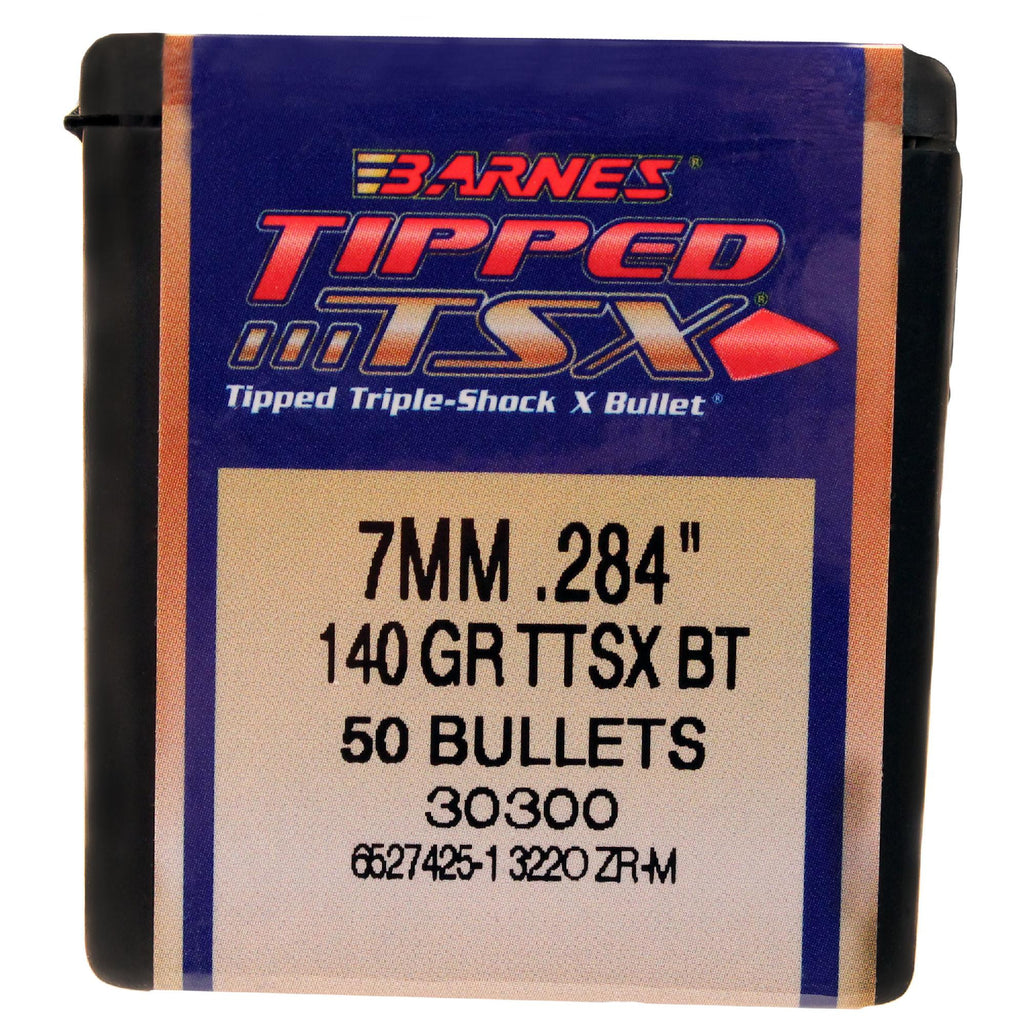 BARNES®
TIPPED
TSX®
Tipped Triple-Shock X Bullet®
7MM .284"
140 GR TTSX BT
50 BULLETS
30300
6527425-1 3220 ZR-M